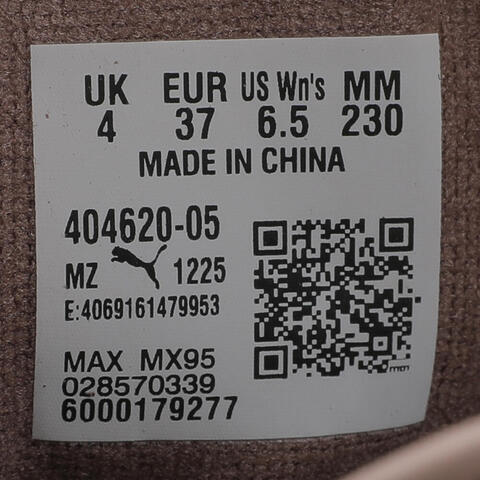 UK EUR US Wn's MM
4 37 6.5 230
MADE IN CHINA
404620-05
MZ 1225
E:4069161479953
MAX MX95
028570339
6000179277